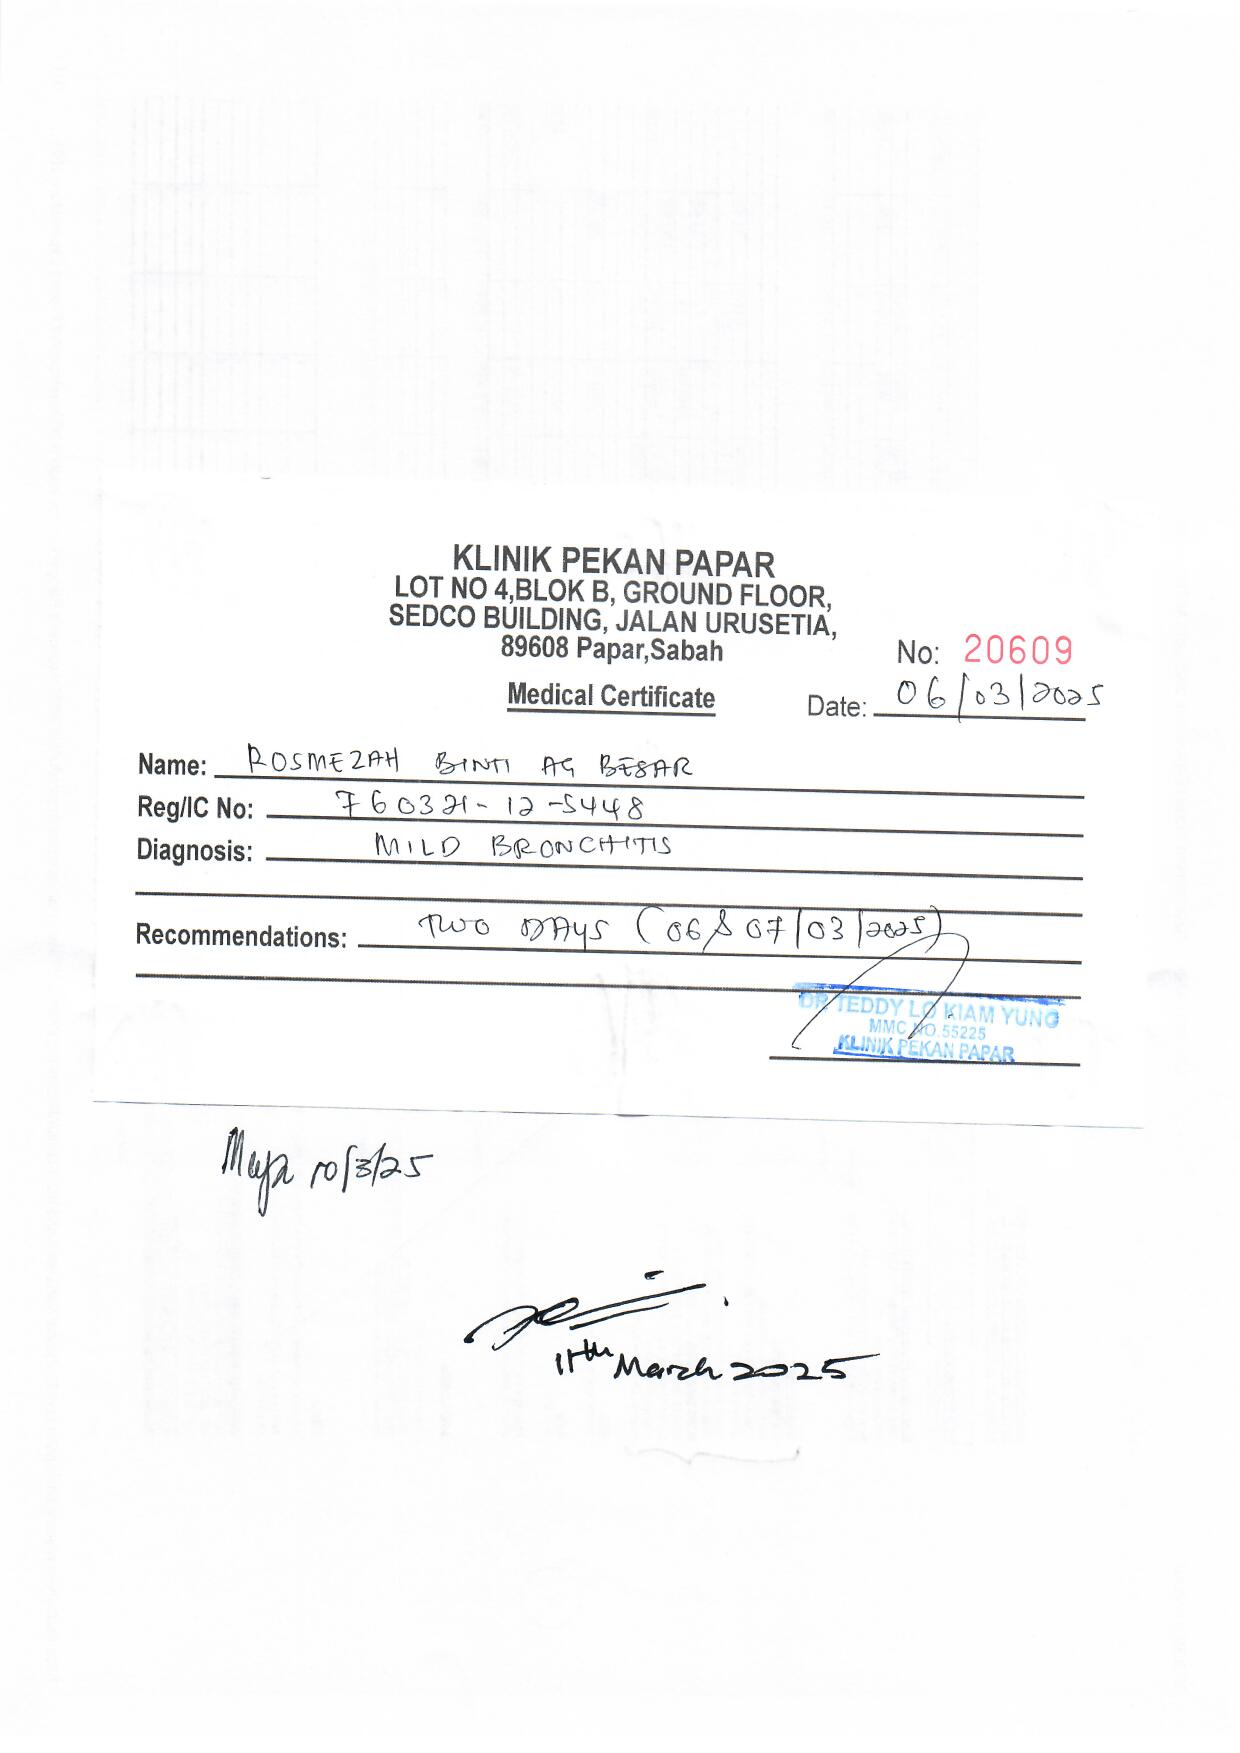 KLINIK PEKAN PAPAR
LOT NO 4,BLOK B, GROUND FLOOR,
SEDCO BUILDING, JALAN URUSETIA,
89608 Papar,Sabah
No: 20609
Medical Certificate
Date: 06/03/2025
Name: ROSMEZAH BINTI AG BESAR
Reg/IC No: 760321-12-5448
Diagnosis: MILD BRONCHITIS
Recommendations: TWO DAYS (06 & 07/03/2025)
DR TEDDY LO KIAM YUNG
MMC NO.55225
KLINIK PEKAN PAPAR
10/3/25
11th March 2025